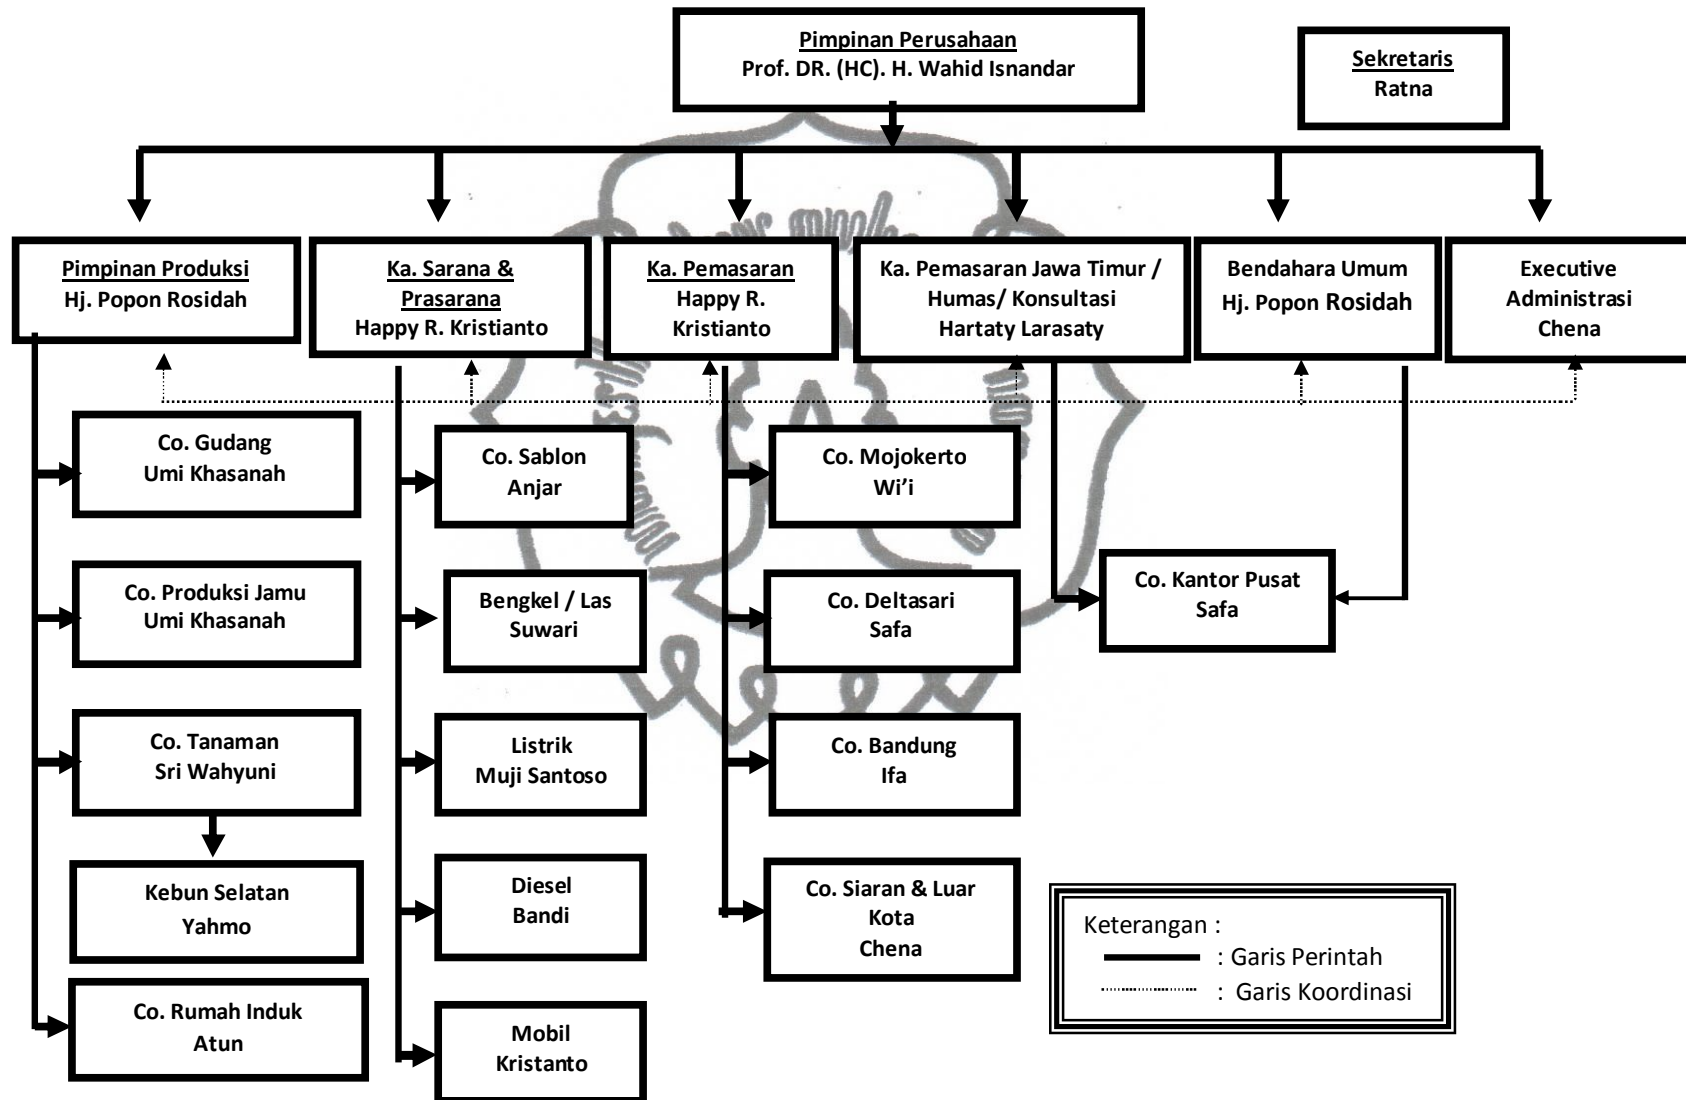 Pimpinan Perusahaan
Prof. DR. (HC). H. Wahid Isnandar
Sekretaris
Ratna
Pimpinan Produksi
Hj. Popon Rosidah
Ka. Sarana &
Prasarana
Happy R. Kristianto
Ka. Pemasaran
Happy R.
Kristianto
Ka. Pemasaran Jawa Timur /
Humas/ Konsultasi
Hartaty Larasaty
Bendahara Umum
Hj. Popon Rosidah
Executive
Administrasi
Chena
Co. Gudang
Umi Khasanah
Co. Produksi Jamu
Umi Khasanah
Co. Tanaman
Sri Wahyuni
Kebun Selatan
Yahmo
Co. Rumah Induk
Atun
Co. Sablon
Anjar
Bengkel / Las
Suwari
Listrik
Muji Santoso
Diesel
Bandi
Mobil
Kristanto
Co. Mojokerto
Wi’i
Co. Deltasari
Safa
Co. Bandung
Ifa
Co. Siaran & Luar
Kota
Chena
Co. Kantor Pusat
Safa
Keterangan :
: Garis Perintah
: Garis Koordinasi